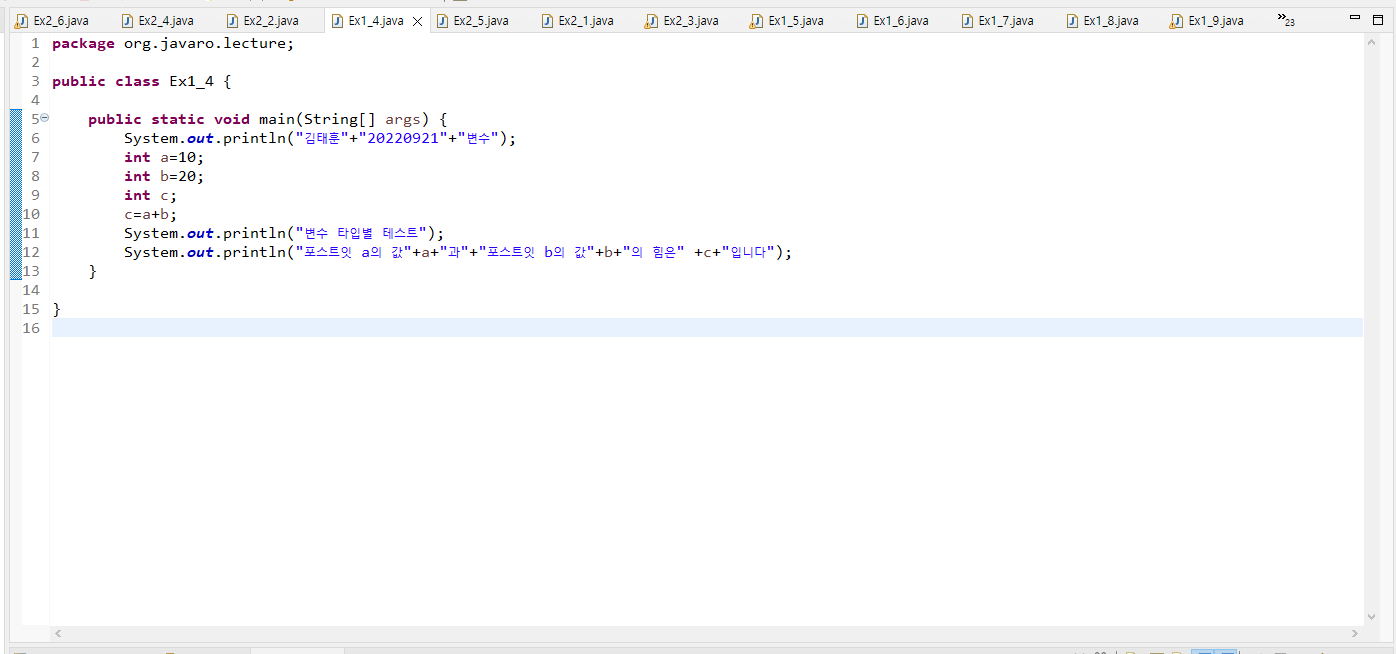 Ex2_6.java Ex2_4.java Ex2_2.java Ex1_4.java Ex2_5.java Ex2_1.java Ex2_3.java Ex1_5.java Ex1_6.java Ex1_7.java Ex1_8.java Ex1_9.java »23
1 package org.javaro.lecture;
2
3 public class Ex1_4 {
4
5     public static void main(String[] args) {
6         System.out.println("김태훈"+"20220921"+"변수");
7         int a=10;
8         int b=20;
9         int c;
10         c=a+b;
11         System.out.println("변수 타입별 테스트");
12         System.out.println("포스트잇 a의 값"+a+"과"+"포스트잇 b의 값"+b+"의 힘은" +c+"입니다");
13     }
14
15 }
16